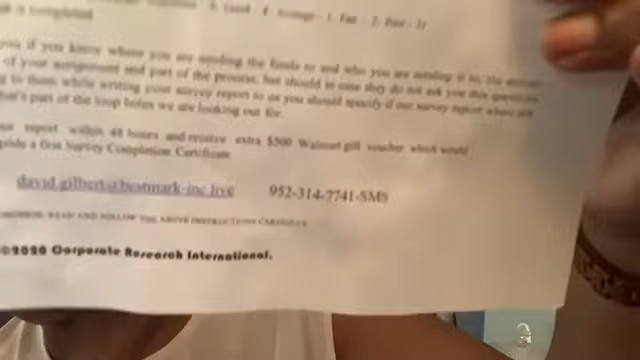 is completed Good - 4 Average - 3, Fair - 2, Poor - 1)
you if you know where you are sending the funds to and who you are sending it to, the
of your assignment and part of the process, but should in case they do not ask you this question
to them while writing your survey report to us you should specify if our survey report where
that's part of the loop holes we are looking out for.
report within 48 hours and receive extra $500 Walmart gift voucher which would
a first Survey Completion Certificate
david.gilbert@bestmark-inc.live 952-314-7741-SMS
READ AND FOLLOW THE ABOVE INSTRUCTIONS CAREFULLY
©2020 Corporate Research International.